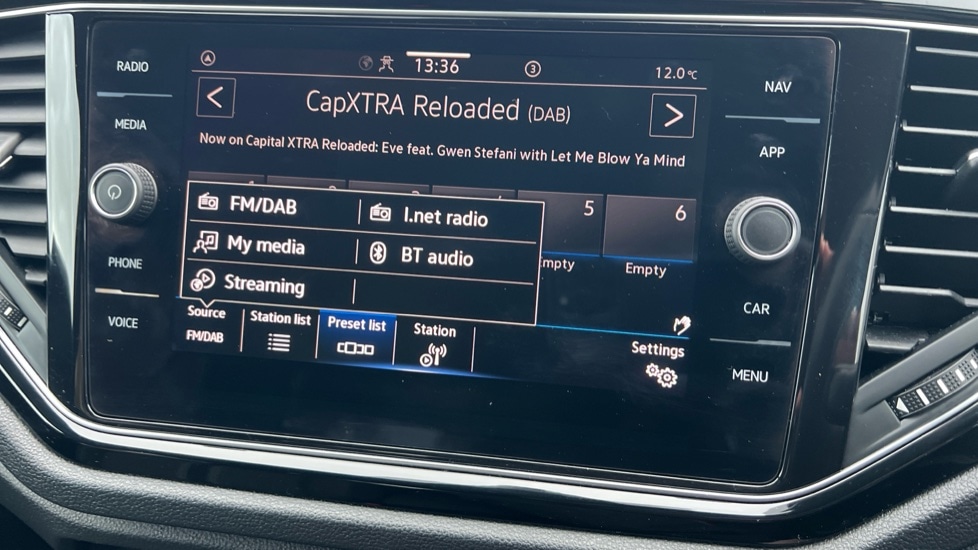 RADIO
MEDIA
PHONE
VOICE
13:36
3
12.0°C
< CapXTRA Reloaded (DAB) >
Now on Capital XTRA Reloaded: Eve feat. Gwen Stefani with Let Me Blow Ya Mind
5 6
mpty Empty
FM/DAB I.net radio
My media BT audio
Streaming
Source Station list Preset list Station Settings
FM/DAB
NAV
APP
CAR
MENU